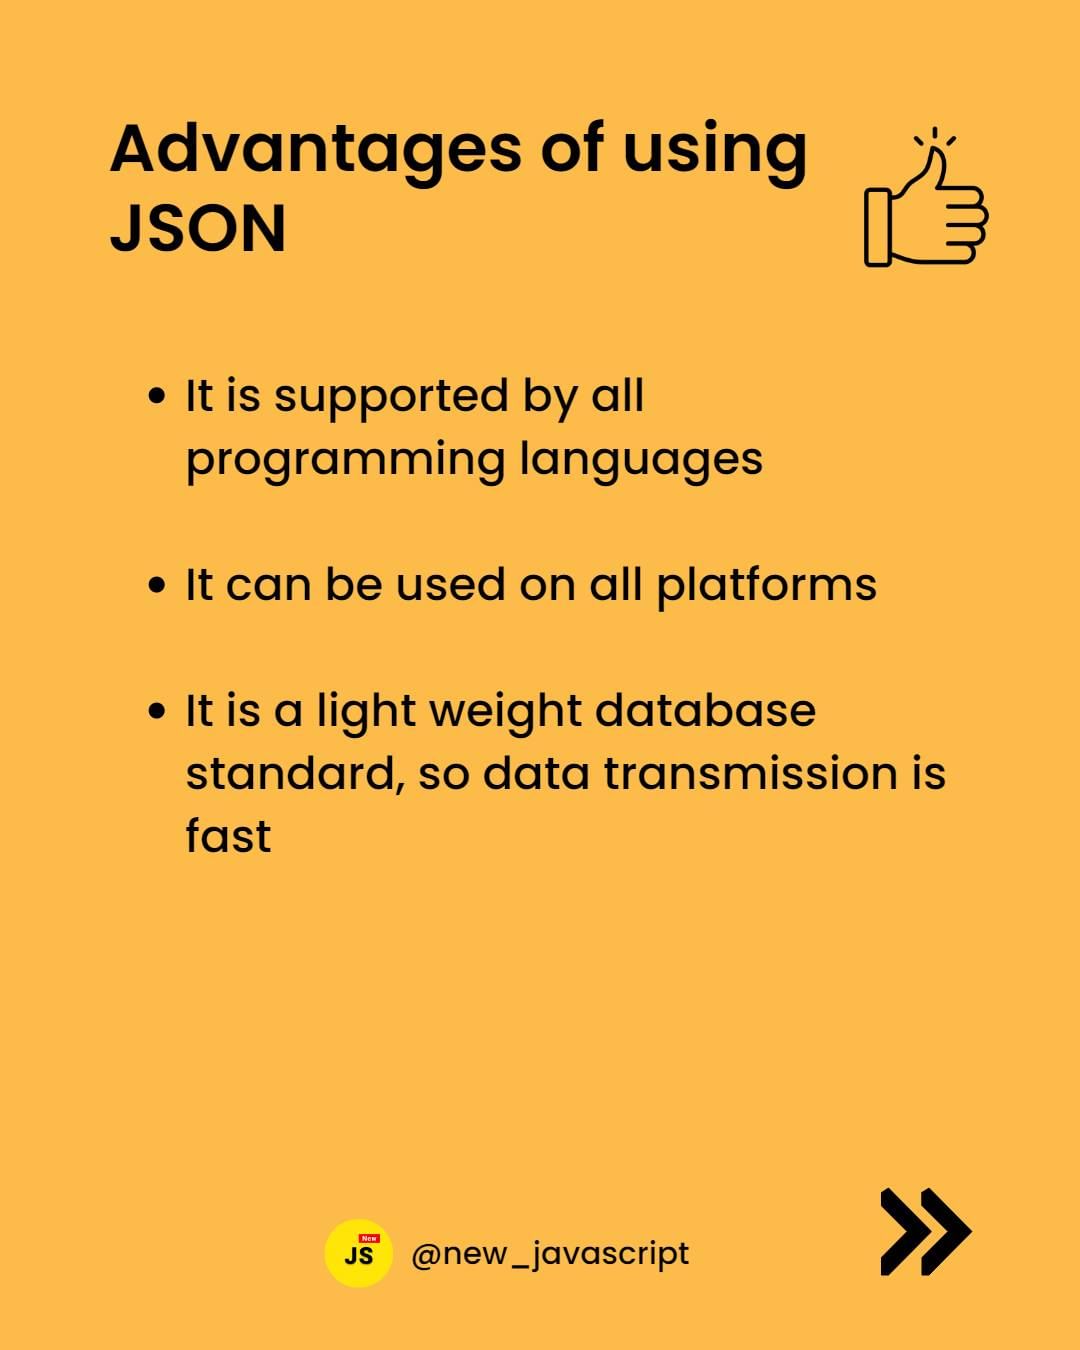 Advantages of using
JSON
• It is supported by all
programming languages
• It can be used on all platforms
• It is a light weight database
standard, so data transmission is
fast
New
JS
@new_javascript